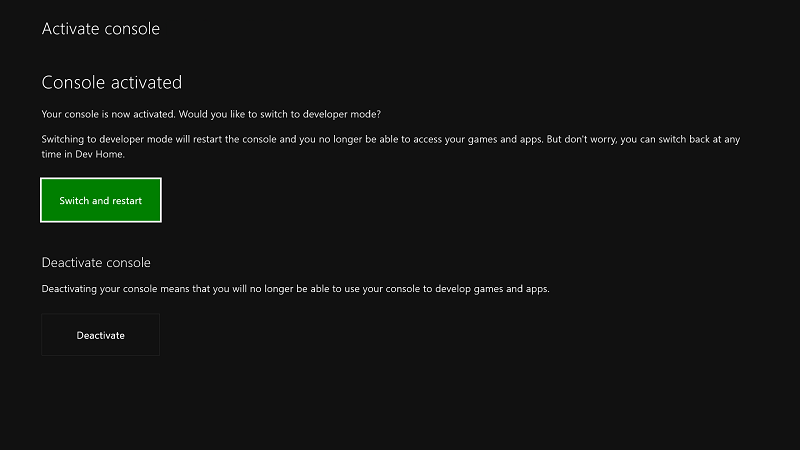 Activate console
Console activated
Your console is now activated. Would you like to switch to developer mode?
Switching to developer mode will restart the console and you no longer be able to access your games and apps. But don't worry, you can switch back at any
time in Dev Home.
Switch and restart
Deactivate console
Deactivating your console means that you will no longer be able to use your console to develop games and apps.
Deactivate